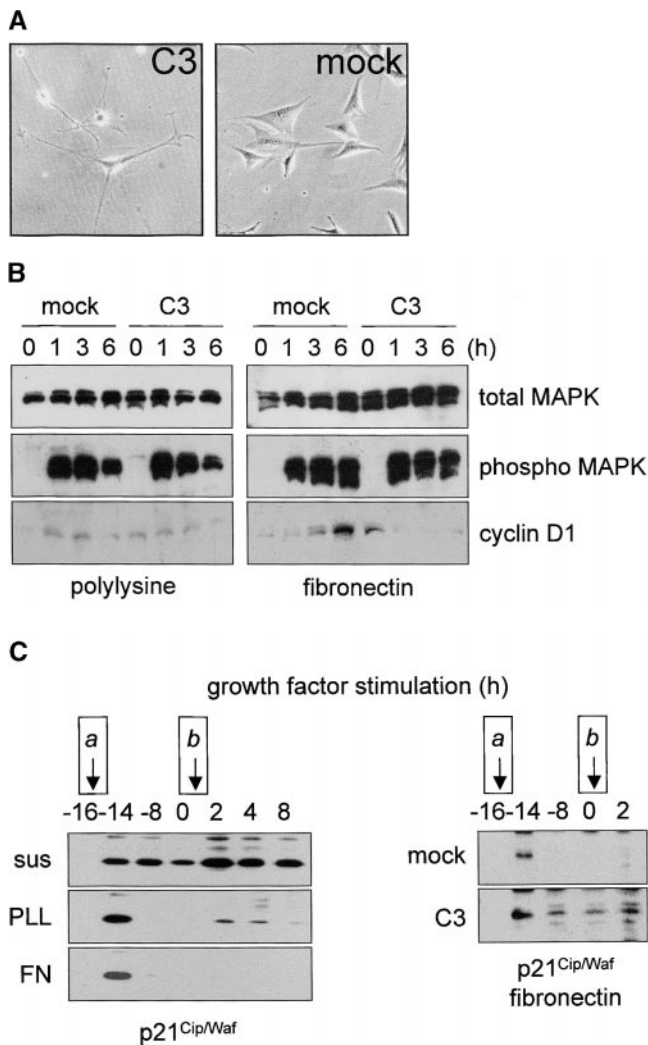 A
C3 mock
B
mock C3 mock C3
0 1 3 6 0 1 3 6 0 1 3 6 0 1 3 6 (h)
total MAPK
phospho MAPK
cyclin D1
polylysine fibronectin
C
growth factor stimulation (h)
a b a b
-16-14 -8 0 2 4 8 -16-14 -8 0 2
sus mock
PLL C3
FN
p21Cip/Waf
p21Cip/Waf
fibronectin